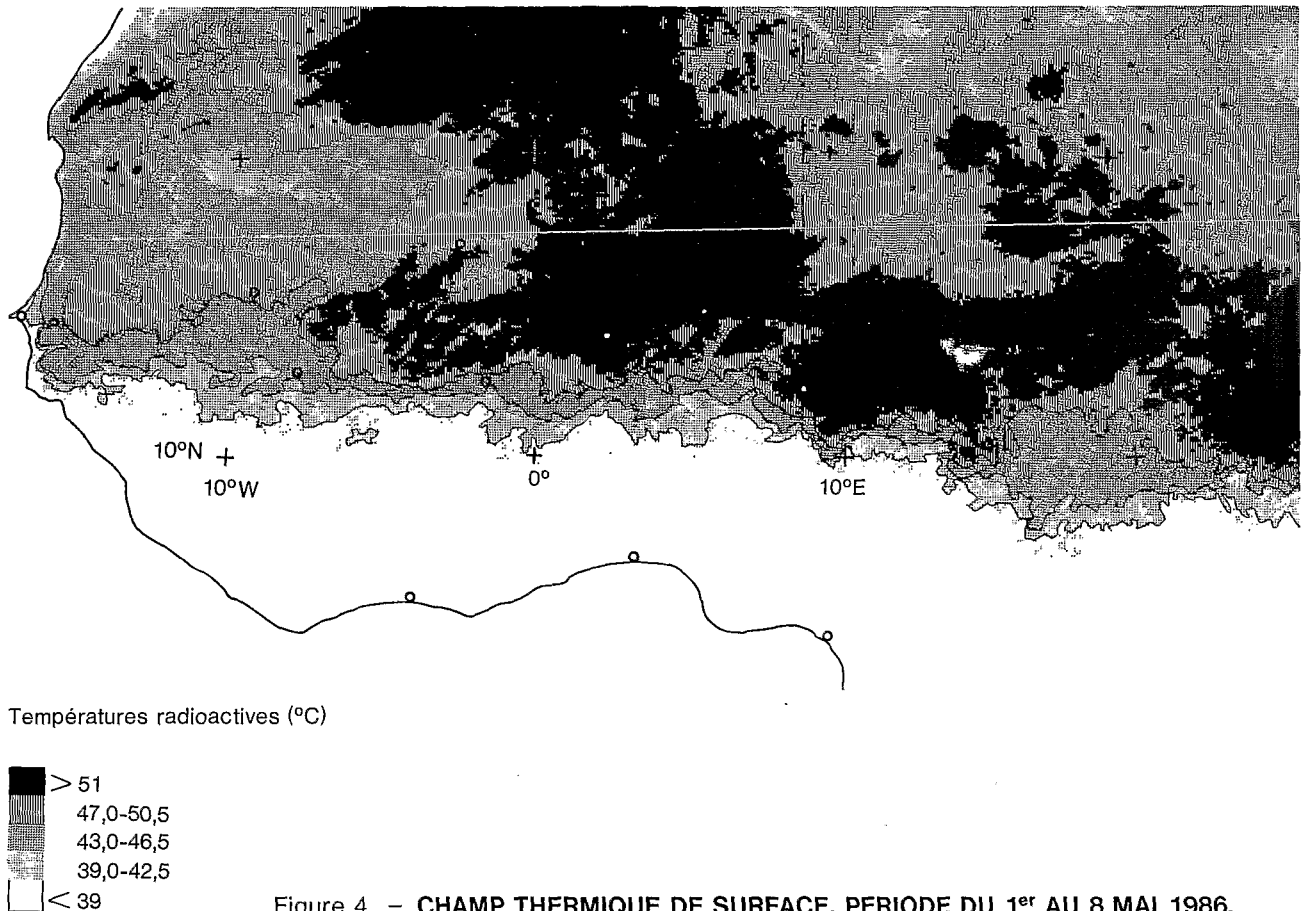 10°N
10°W
0°
10°E
Températures radioactives (°C)
> 51
47,0-50,5
43,0-46,5
39,0-42,5
< 39
Figure 4 – CHAMP THERMIQUE DE SURFACE. PERIODE DU 1er AU 8 MAI 1986.